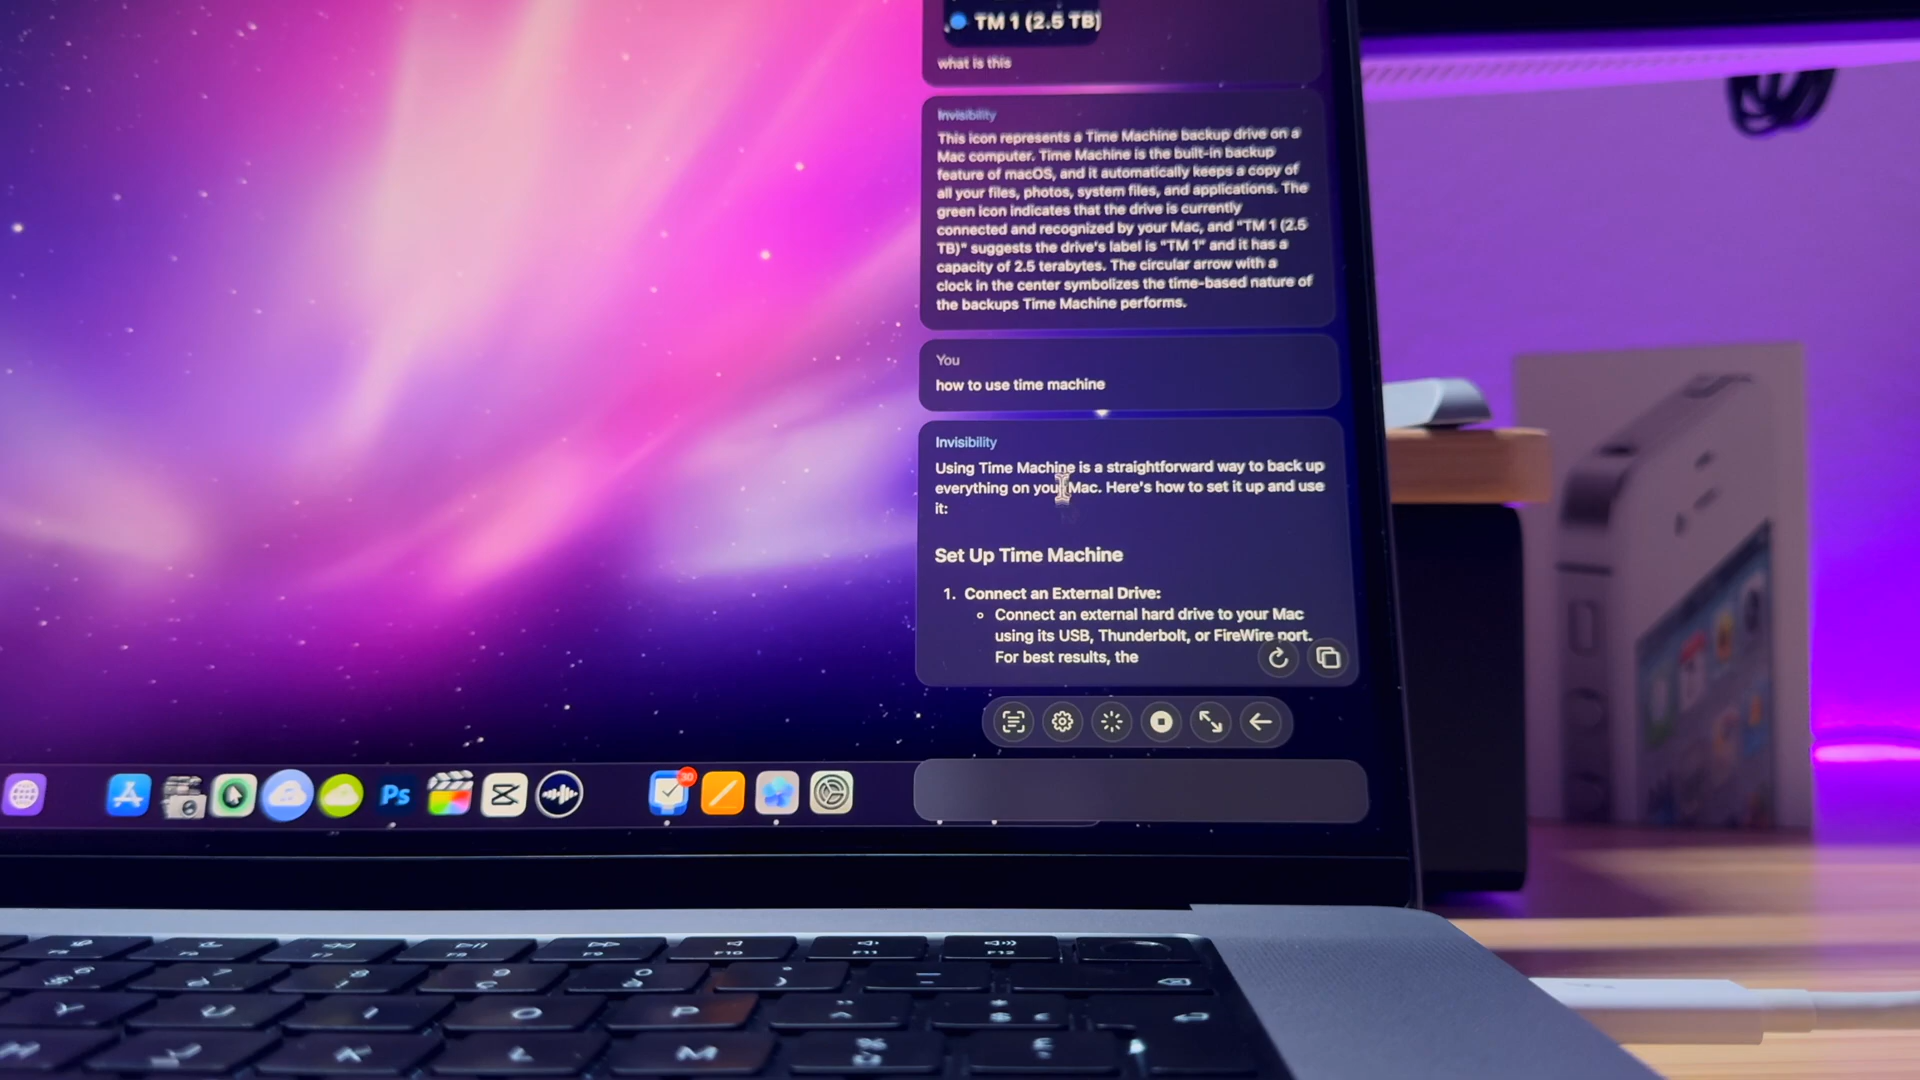 TM 1 (2.5 TB)
what is this
Invisibility
This icon represents a Time Machine backup drive on a
Mac computer. Time Machine is the built-in backup
feature of macOS, and it automatically keeps a copy of
all your files, photos, system files, and applications. The
green icon indicates that the drive is currently
connected and recognized by your Mac, and "TM 1 (2.5
TB)" suggests the drive's label is "TM 1" and it has a
capacity of 2.5 terabytes. The circular arrow with a
clock in the center symbolizes the time-based nature of
the backups Time Machine performs.
You
how to use time machine
Invisibility
Using Time Machine is a straightforward way to back up
everything on your Mac. Here's how to set it up and use
it:
Set Up Time Machine
1. Connect an External Drive:
Connect an external hard drive to your Mac
using its USB, Thunderbolt, or FireWire port.
For best results, the
30
Ps
F7
F8
F9
F10
F11
F12
P
L
M